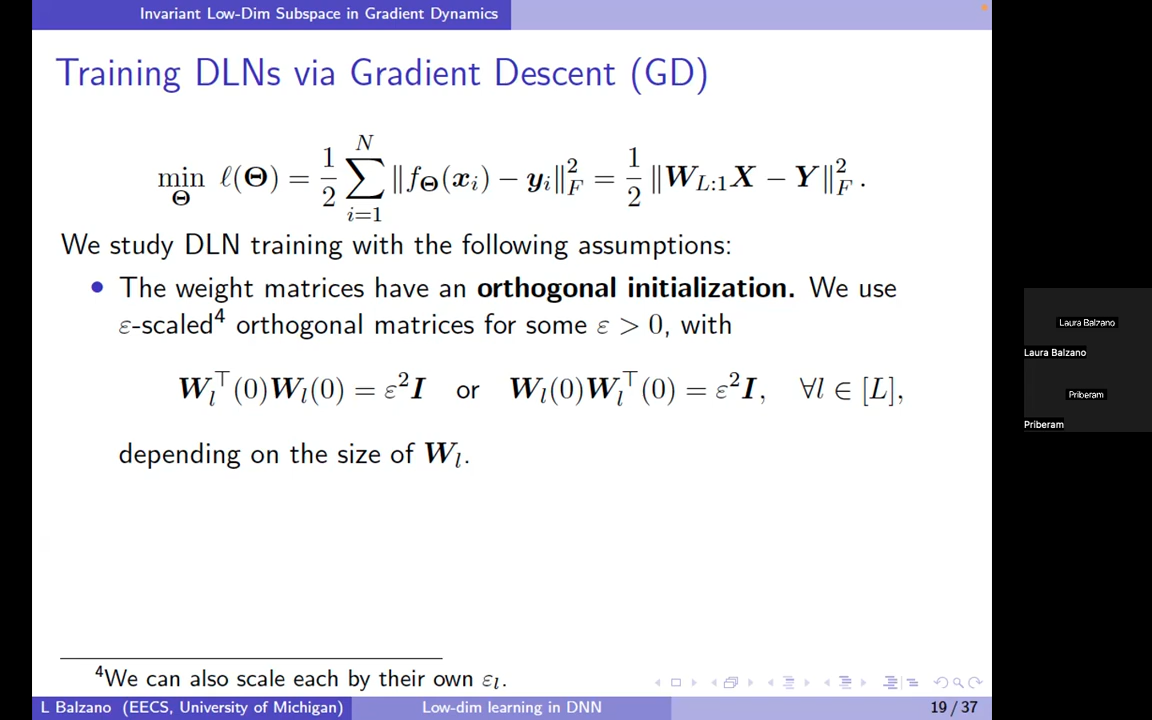 Invariant Low-Dim Subspace in Gradient Dynamics
Training DLNs via Gradient Descent (GD)
min_Θ ℓ(Θ) = 1/2 ∑_{i=1}^{N} ‖f_Θ(x_i) − y_i‖_F^2 = 1/2 ‖W_{L:1}X − Y‖_F^2 .
We study DLN training with the following assumptions:
• The weight matrices have an orthogonal initialization. We use
ε-scaled⁴ orthogonal matrices for some ε > 0, with
W_l^⊤(0)W_l(0) = ε²I or W_l(0)W_l^⊤(0) = ε²I, ∀l ∈ [L],
depending on the size of W_l.
⁴We can also scale each by their own ε_l.
L Balzano (EECS, University of Michigan) Low-dim learning in DNN 19 / 37
Laura Balzano
Laura Balzano
Priberam
Priberam